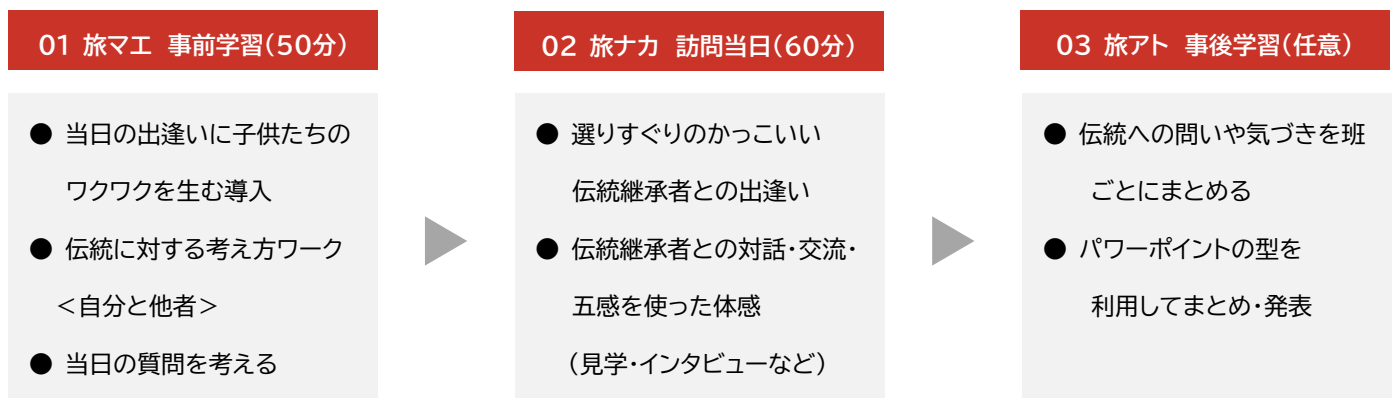 01 旅マエ 事前学習(50分)
● 当日の出逢いに子供たちの
ワクワクを生む導入
● 伝統に対する考え方ワーク
＜自分と他者＞
● 当日の質問を考える
02 旅ナカ 訪問当日(60分)
● 選りすぐりのかっこいい
伝統継承者との出逢い
● 伝統継承者との対話・交流・
五感を使った体感
(見学・インタビューなど)
03 旅アト 事後学習(任意)
● 伝統への問いや気づきを班
ごとにまとめる
● パワーポイントの型を
利用してまとめ・発表